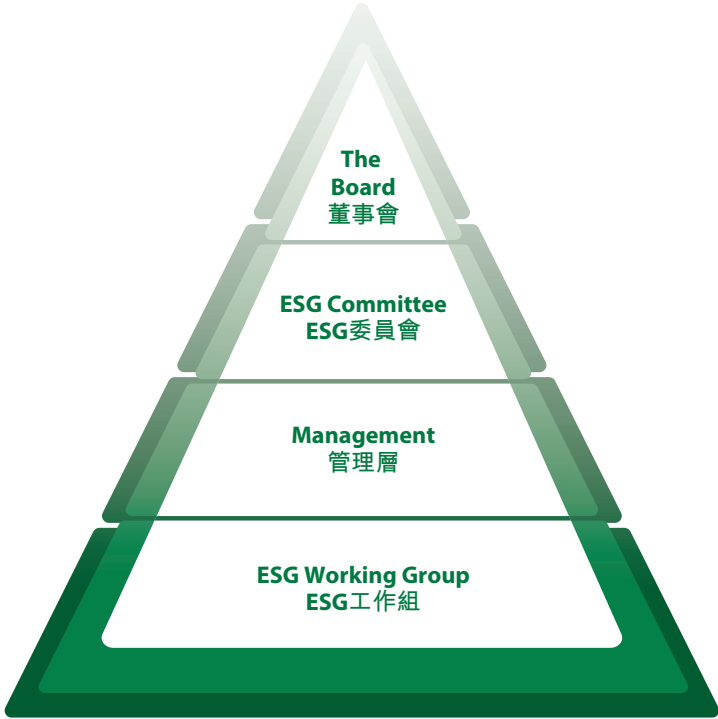 The
Board
董事會
ESG Committee
ESG委員會
Management
管理層
ESG Working Group
ESG工作組